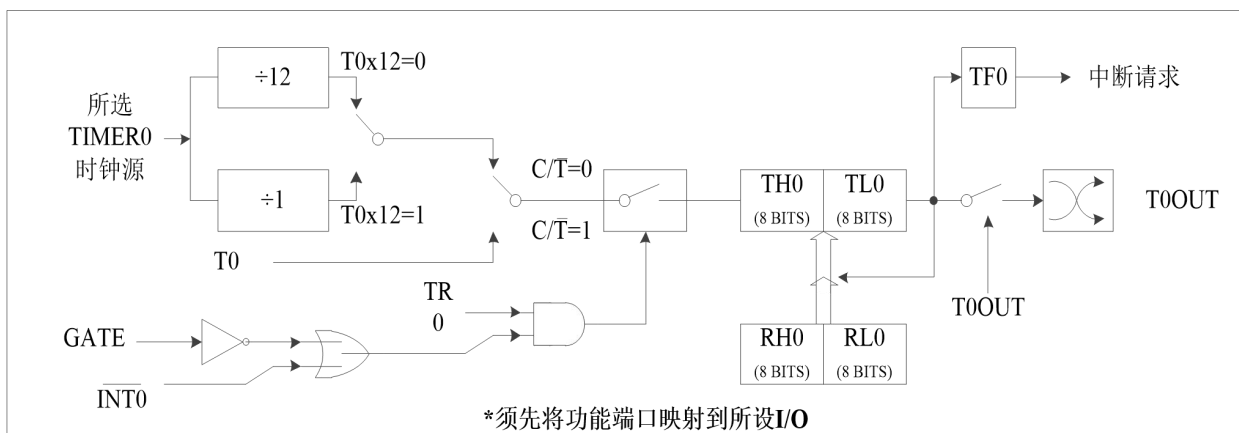 ÷12
T0x12=0
所选
TIMER0
时钟源
÷1
T0x12=1
T0
C/T̅=0
C/T̅=1
TH0
(8 BITS)
TL0
(8 BITS)
TF0
中断请求
T0OUT
T0OUT
TR
0
GATE
I̅N̅T̅0̅
RH0
(8 BITS)
RL0
(8 BITS)
*须先将功能端口映射到所设I/O